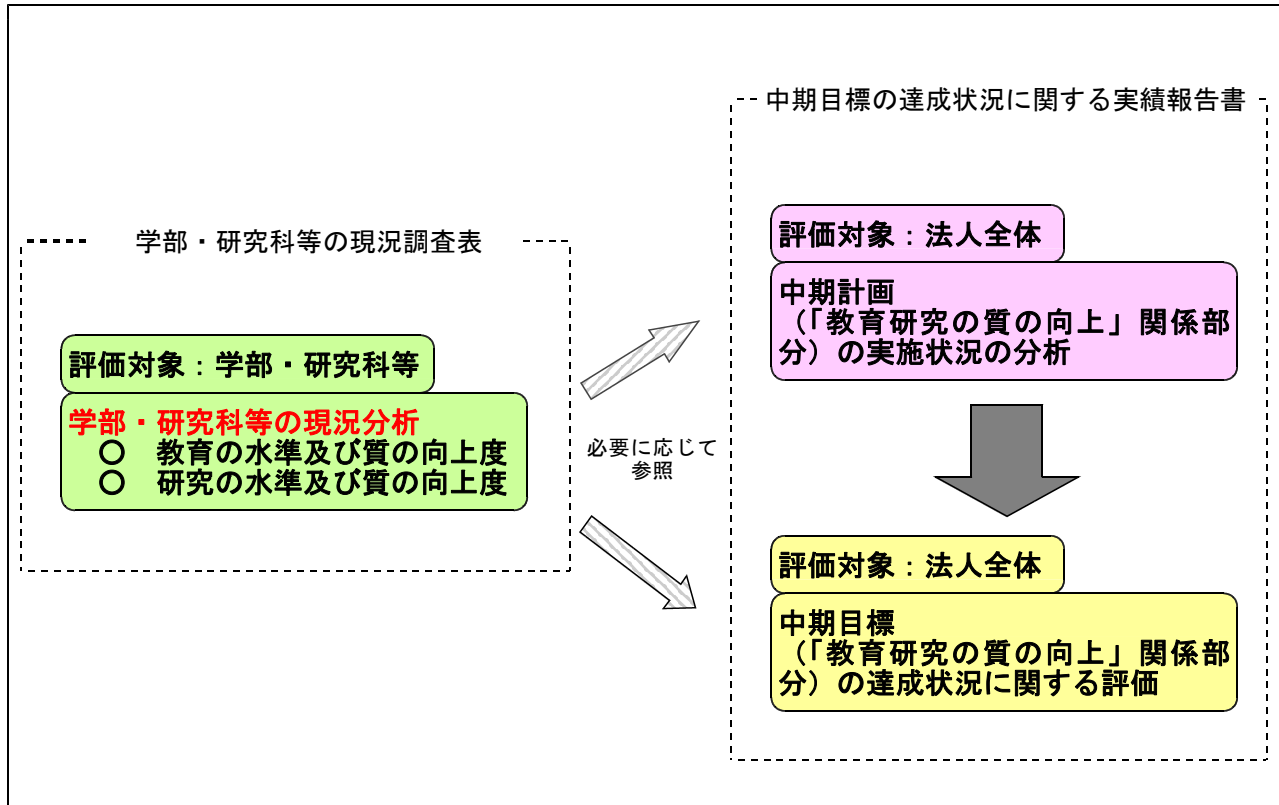 学部・研究科等の現況調査表
評価対象：学部・研究科等
学部・研究科等の現況分析
○ 教育の水準及び質の向上度
○ 研究の水準及び質の向上度
必要に応じて
参照
中期目標の達成状況に関する実績報告書
評価対象：法人全体
中期計画
（「教育研究の質の向上」関係部
分）の実施状況の分析
評価対象：法人全体
中期目標
（「教育研究の質の向上」関係部
分）の達成状況に関する評価